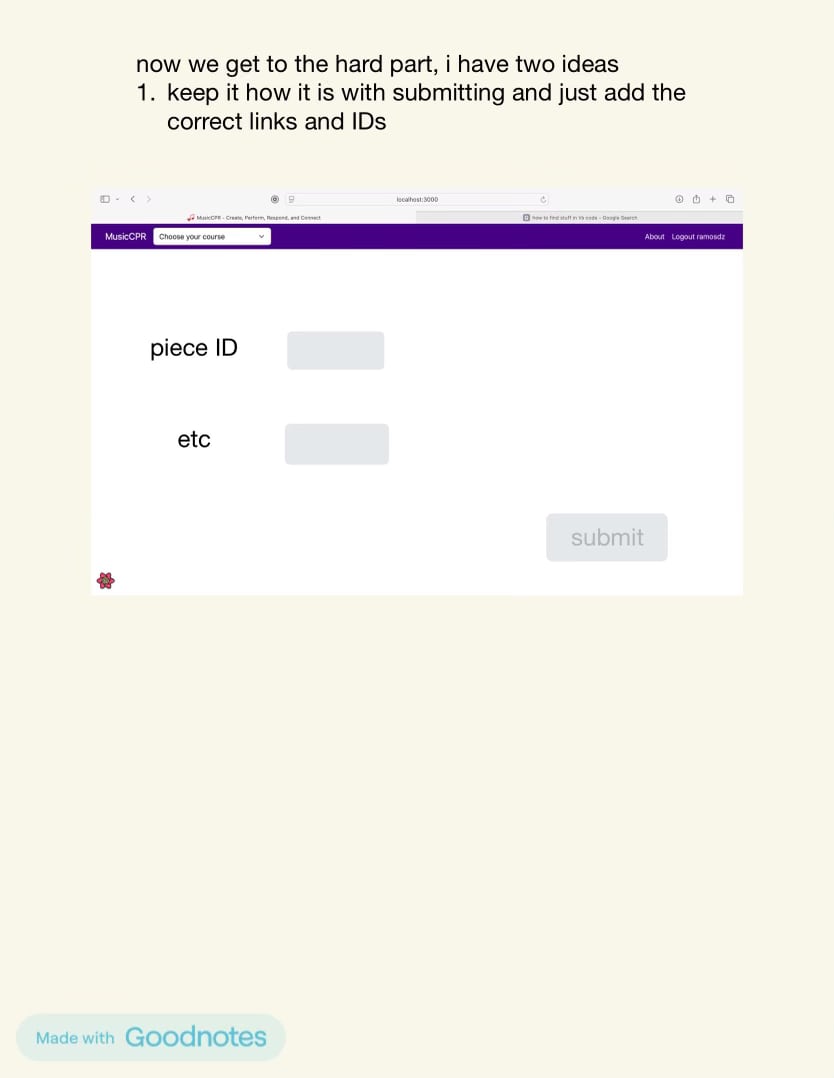 now we get to the hard part, i have two ideas
1. keep it how it is with submitting and just add the
correct links and IDs
localhost:3000
MusicCPR - Create, Perform, Respond, and Connect
how to find stuff in vs code - Google Search
MusicCPR
Choose your course
About
Logout ramosdz
piece ID
etc
submit
Made with Goodnotes